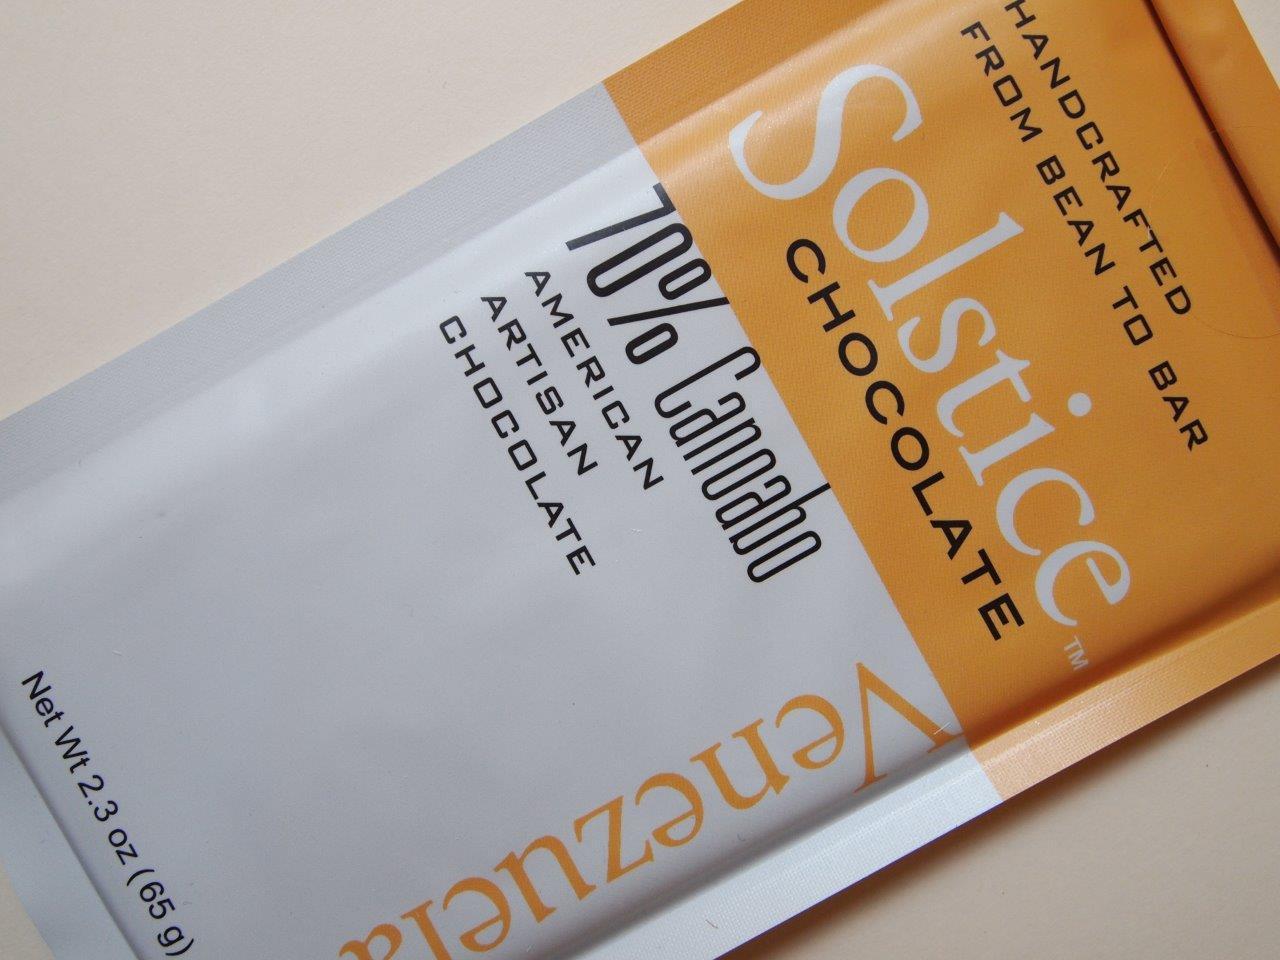 HANDCRAFTED
FROM BEAN TO BAR
Solstice™
CHOCOLATE
70% Canoabo
AMERICAN
ARTISAN
CHOCOLATE
Venezuela
Net Wt 2.3 oz (65 g)